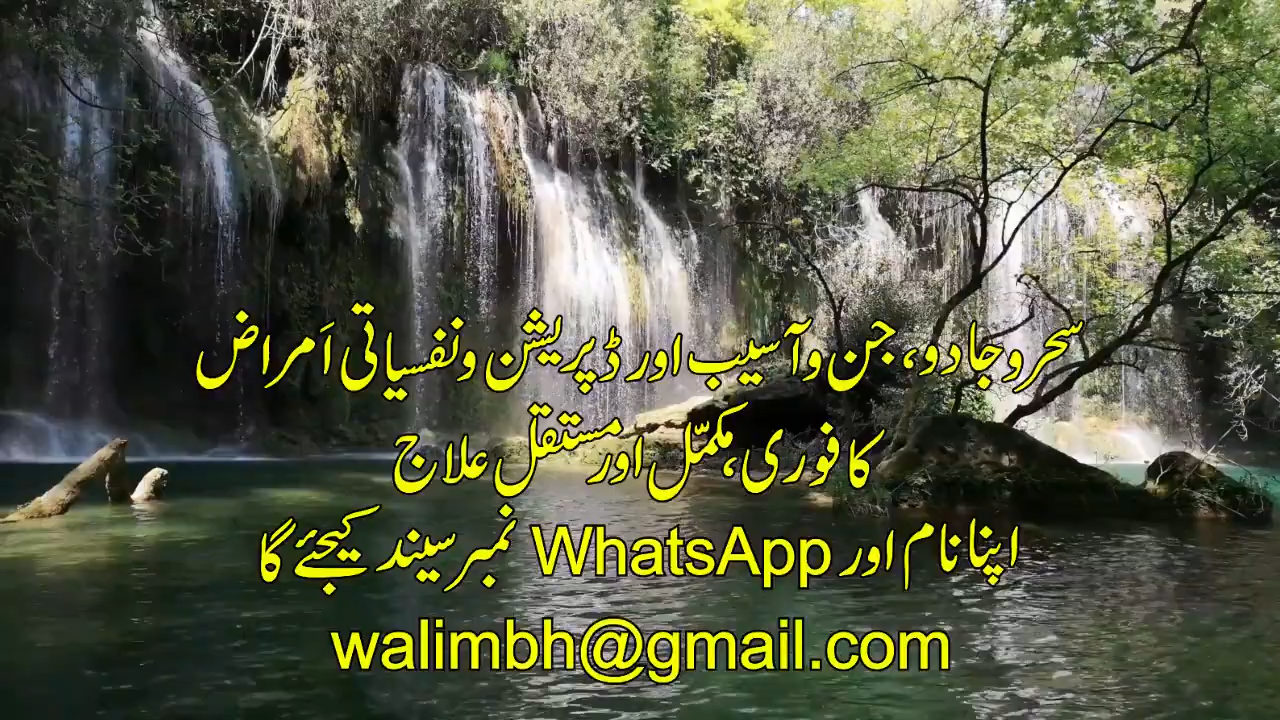 سحر و جادو، جن و آسیب اور ڈپریشن و نفسیاتی اَمراض
کا فوری، مکمّل اور مستقل علاج
اپنا نام اور WhatsApp نمبر سیند کیجئے گا
walimbh@gmail.com